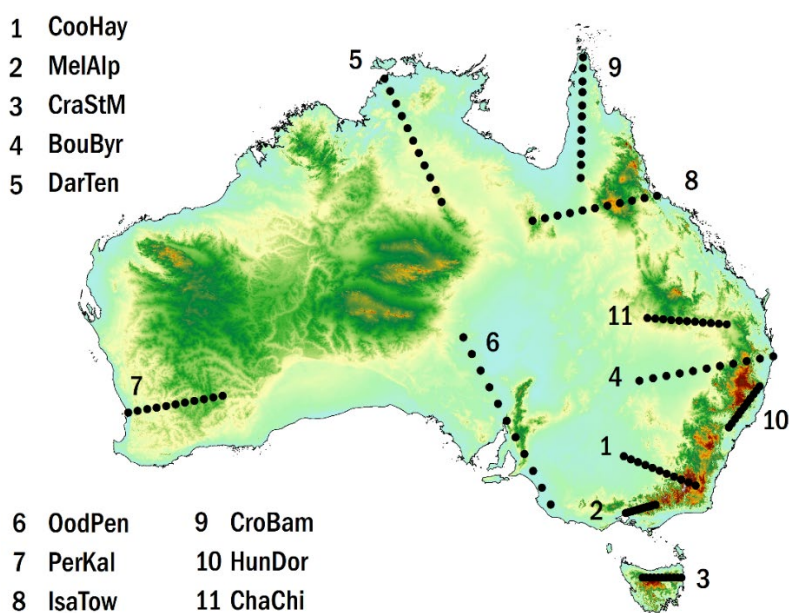 1 CooHay
2 MelAlp
3 CraStM
4 BouByr
5 DarTen
5
9
8
11
6
4
7
10
1
2
3
6 OodPen 9 CroBam
7 PerKal 10 HunDor
8 IsaTow 11 ChaChi